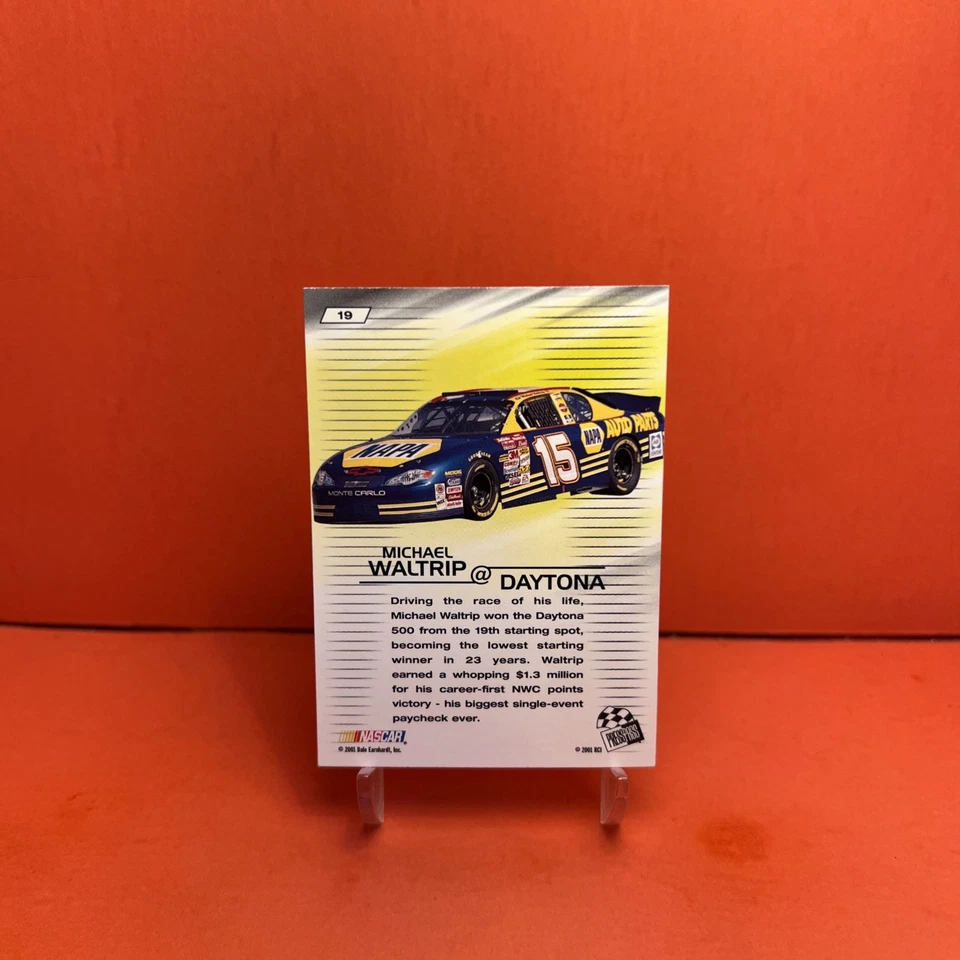 19
NAPA
MONTE CARLO
15
NAPA AUTO PARTS
3M
MICHAEL
WALTRIP @ DAYTONA
Driving the race of his life,
Michael Waltrip won the Daytona
500 from the 19th starting spot,
becoming the lowest starting
winner in 23 years. Waltrip
earned a whopping $1.3 million
for his career-first NWC points
victory - his biggest single-event
paycheck ever.
NASCAR
© 2001 Dale Earnhardt, Inc.
© 2001 RCI